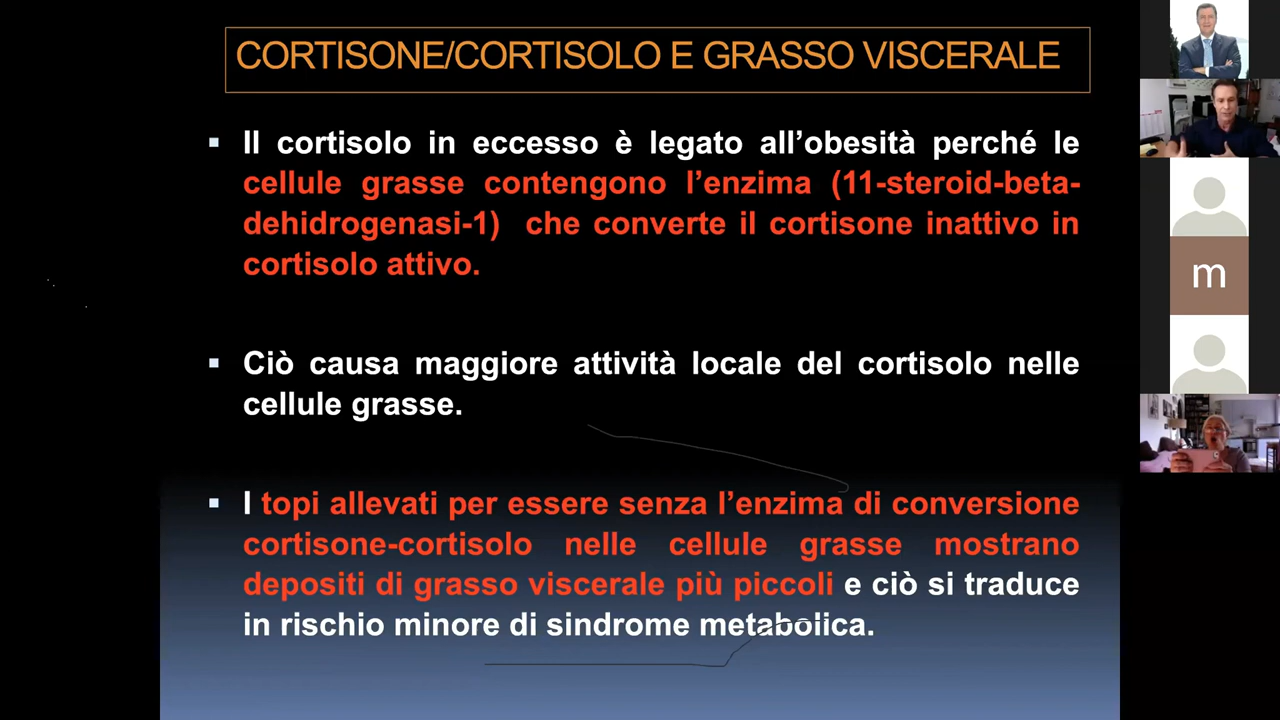 CORTISONE/CORTISOLO E GRASSO VISCERALE
Il cortisolo in eccesso è legato all'obesità perché le
cellule grasse contengono l'enzima (11-steroid-beta-
dehidrogenasi-1) che converte il cortisone inattivo in
cortisolo attivo.
Ciò causa maggiore attività locale del cortisolo nelle
cellule grasse.
I topi allevati per essere senza l'enzima di conversione
cortisone-cortisolo nelle cellule grasse mostrano
depositi di grasso viscerale più piccoli e ciò si traduce
in rischio minore di sindrome metabolica.
m